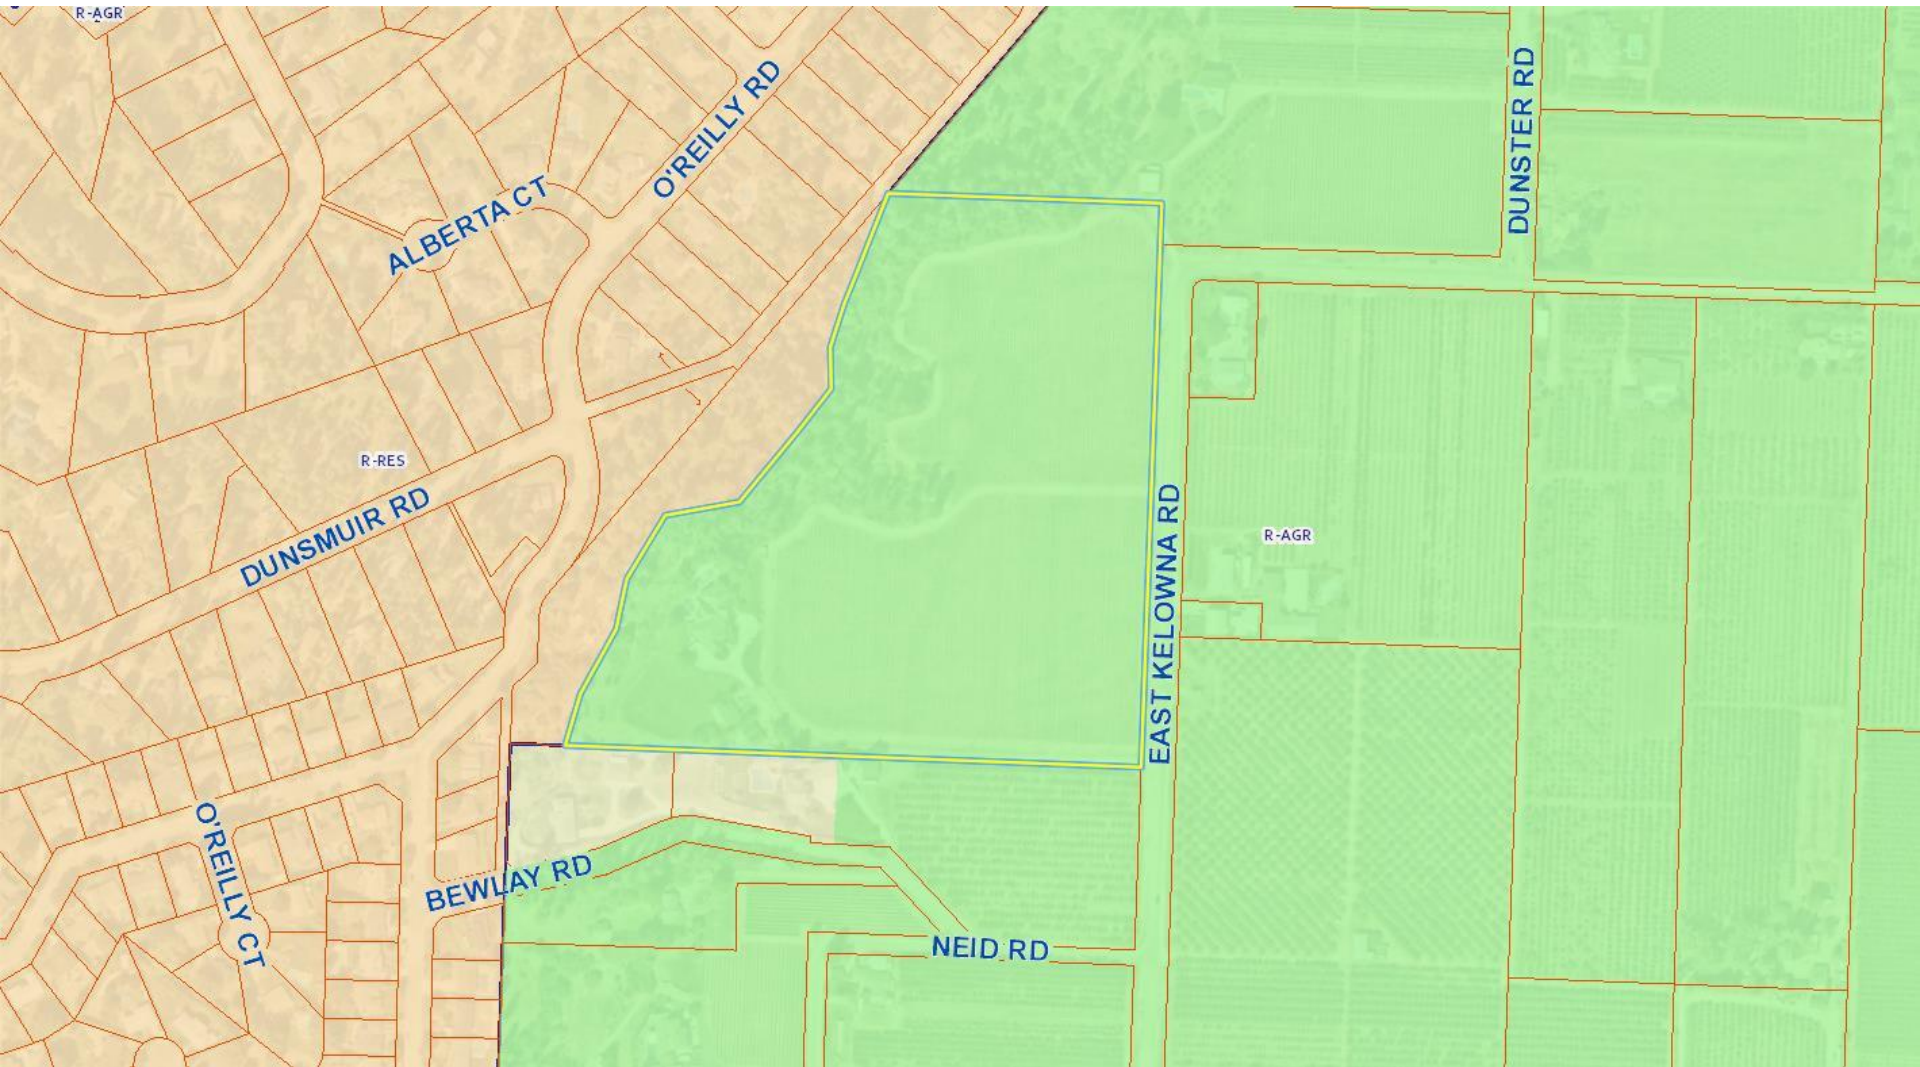 R-AGR
O'REILLY RD
DUNSTER RD
ALBERTA CT
R-RES
DUNSMUIR RD
EAST KELOWNA RD
R-AGR
O'REILLY CT
BEWLAY RD
NEID RD